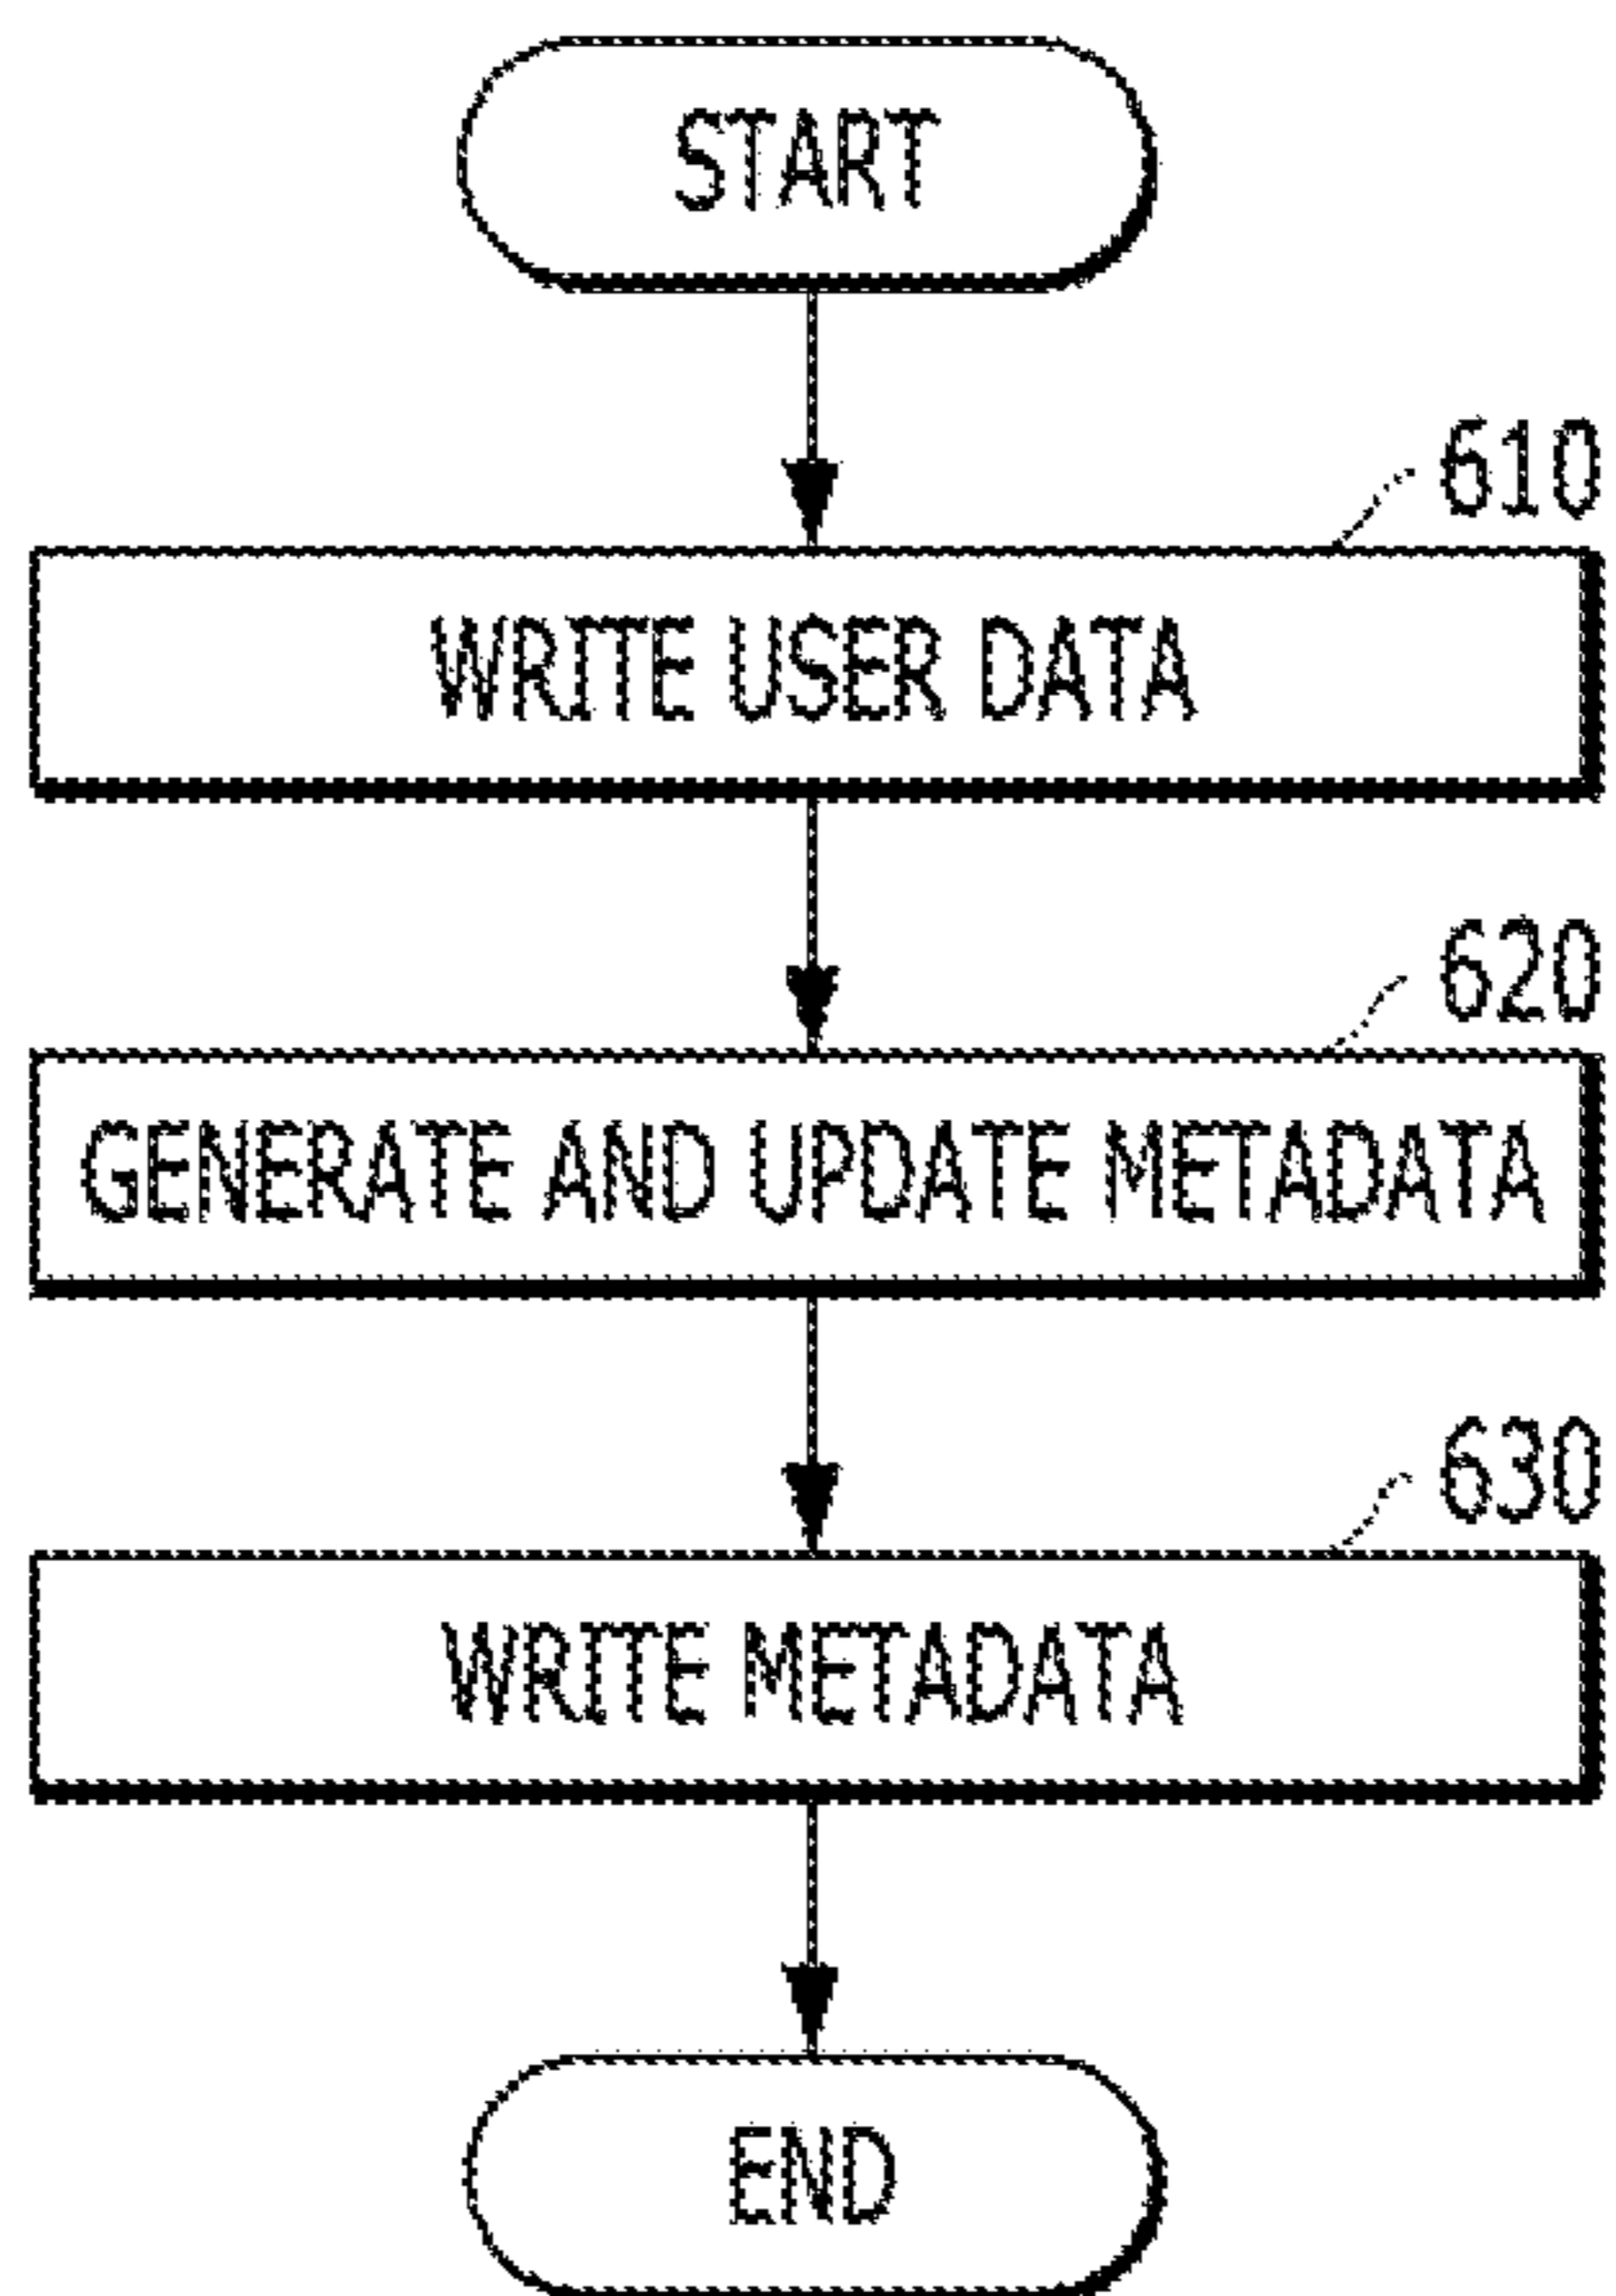 START
610
WRITE USER DATA
620
GENERATE AND UPDATE METADATA
630
WRITE METADATA
END